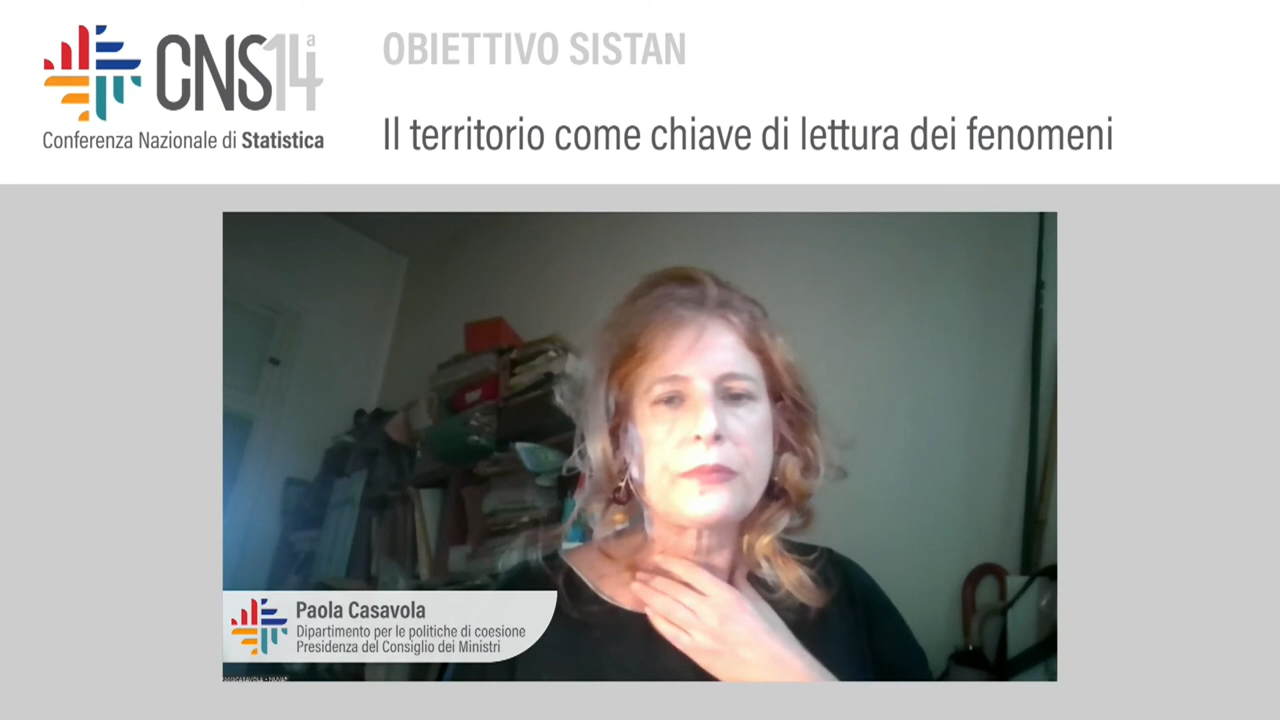 CNS14a
Conferenza Nazionale di Statistica
OBIETTIVO SISTAN
Il territorio come chiave di lettura dei fenomeni
Paola Casavola
Dipartimento per le politiche di coesione
Presidenza del Consiglio dei Ministri